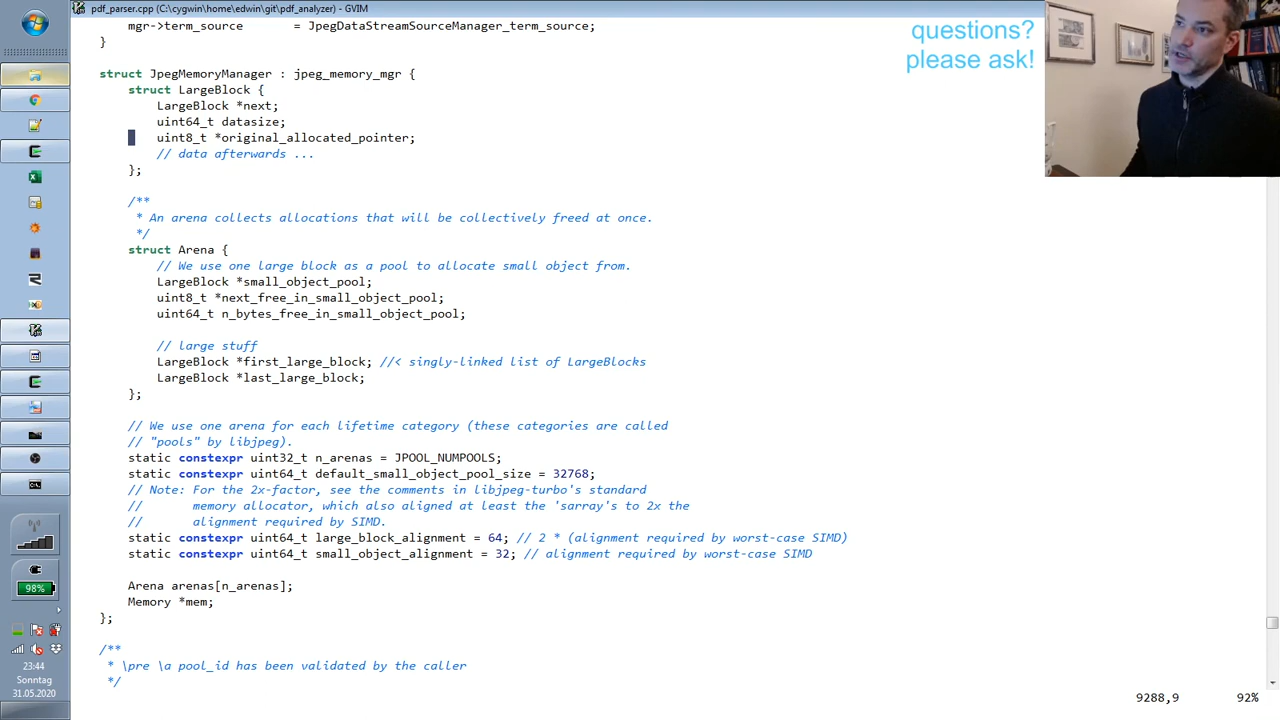 pdf_parser.cpp (C:\cygwin\home\edwin\git\pdf_analyzer) - GVIM
    mgr->term_source       = JpegDataStreamSourceManager_term_source;
}
struct JpegMemoryManager : jpeg_memory_mgr {
    struct LargeBlock {
        LargeBlock *next;
        uint64_t datasize;
        uint8_t *original_allocated_pointer;
        // data afterwards ...
    };
    /**
     * An arena collects allocations that will be collectively freed at once.
     */
    struct Arena {
        // We use one large block as a pool to allocate small object from.
        LargeBlock *small_object_pool;
        uint8_t *next_free_in_small_object_pool;
        uint64_t n_bytes_free_in_small_object_pool;
        // large stuff
        LargeBlock *first_large_block; //< singly-linked list of LargeBlocks
        LargeBlock *last_large_block;
    };
    // We use one arena for each lifetime category (these categories are called
    // "pools" by libjpeg).
    static constexpr uint32_t n_arenas = JPOOL_NUMPOOLS;
    static constexpr uint64_t default_small_object_pool_size = 32768;
    // Note: For the 2x-factor, see the comments in libjpeg-turbo's standard
    //       memory allocator, which also aligned at least the 'sarray's to 2x the
    //       alignment required by SIMD.
    static constexpr uint64_t large_block_alignment = 64; // 2 * (alignment required by worst-case SIMD)
    static constexpr uint64_t small_object_alignment = 32; // alignment required by worst-case SIMD
    Arena arenas[n_arenas];
    Memory *mem;
};
/**
 * \pre \a pool_id has been validated by the caller
 */
9288,9
92%
questions?
please ask!
98%
23:44
Sonntag
31.05.2020